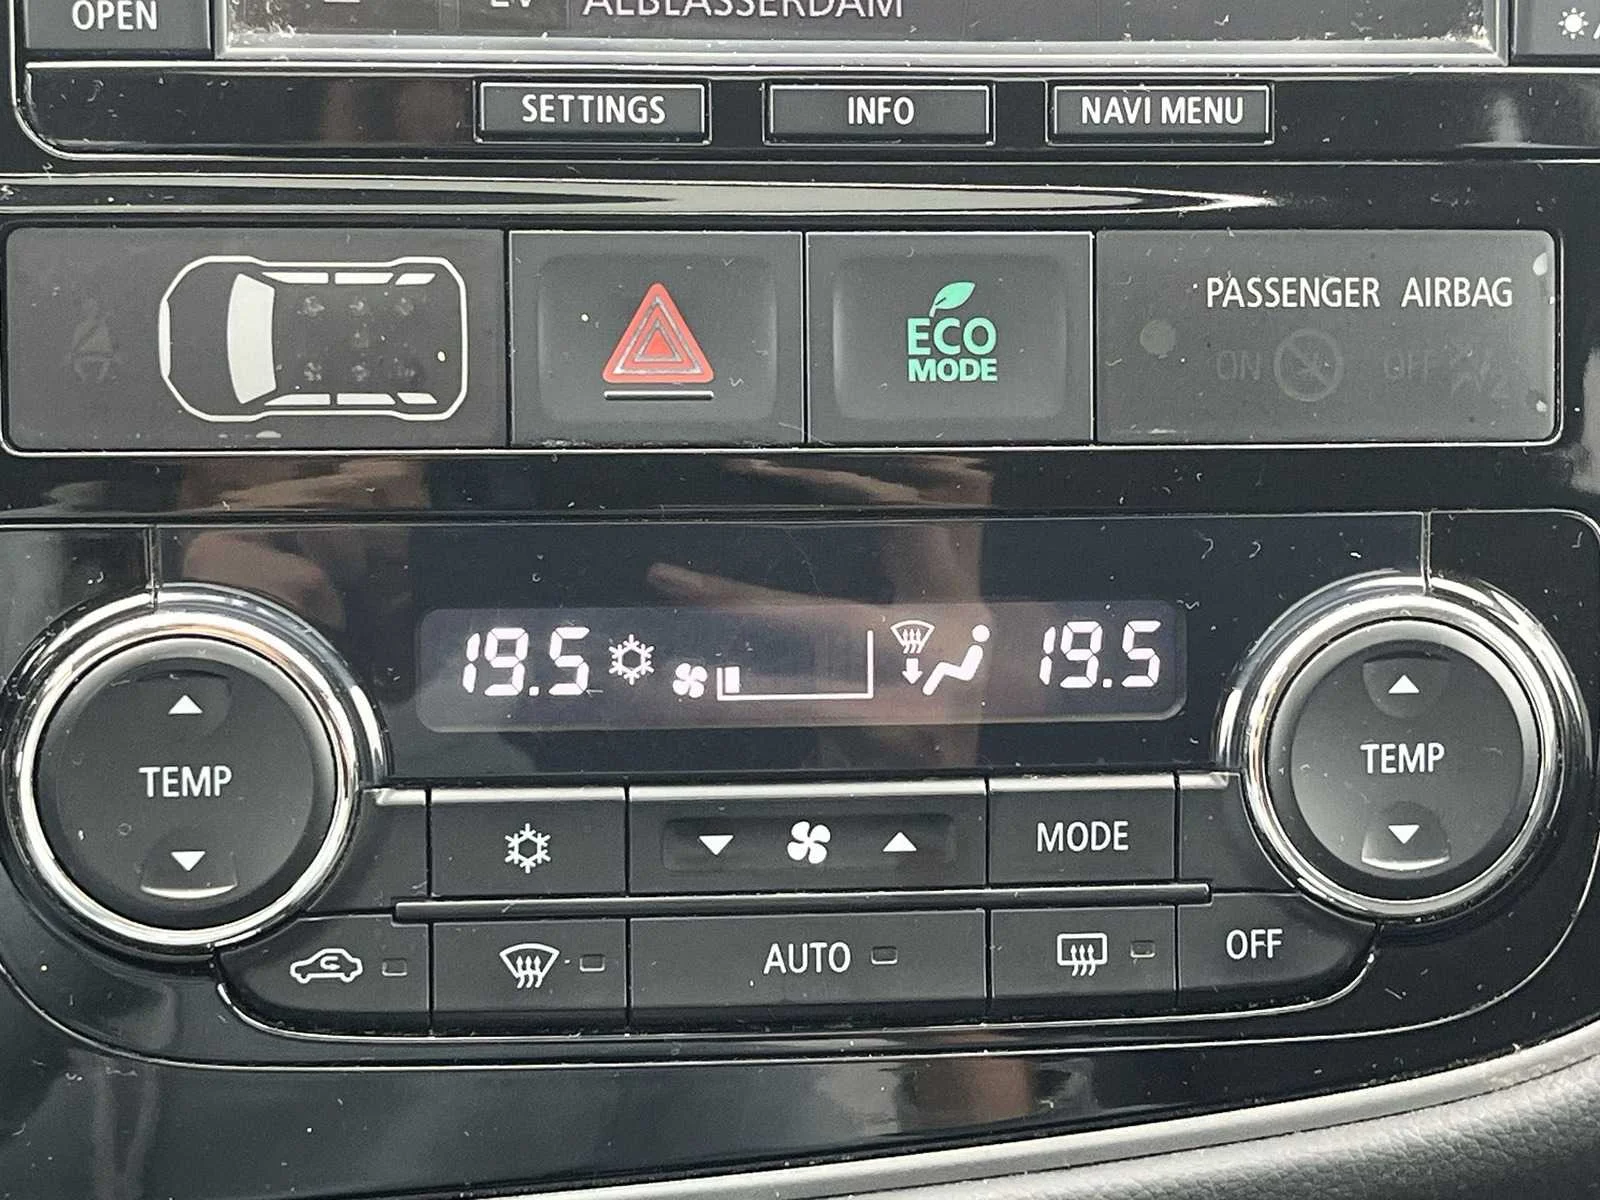 OPEN
EV
ALBLASSERDAM
SETTINGS INFO NAVI MENU
PASSENGER AIRBAG
ECO
MODE
ON OFF
19.5 19.5
TEMP TEMP
MODE
AUTO OFF